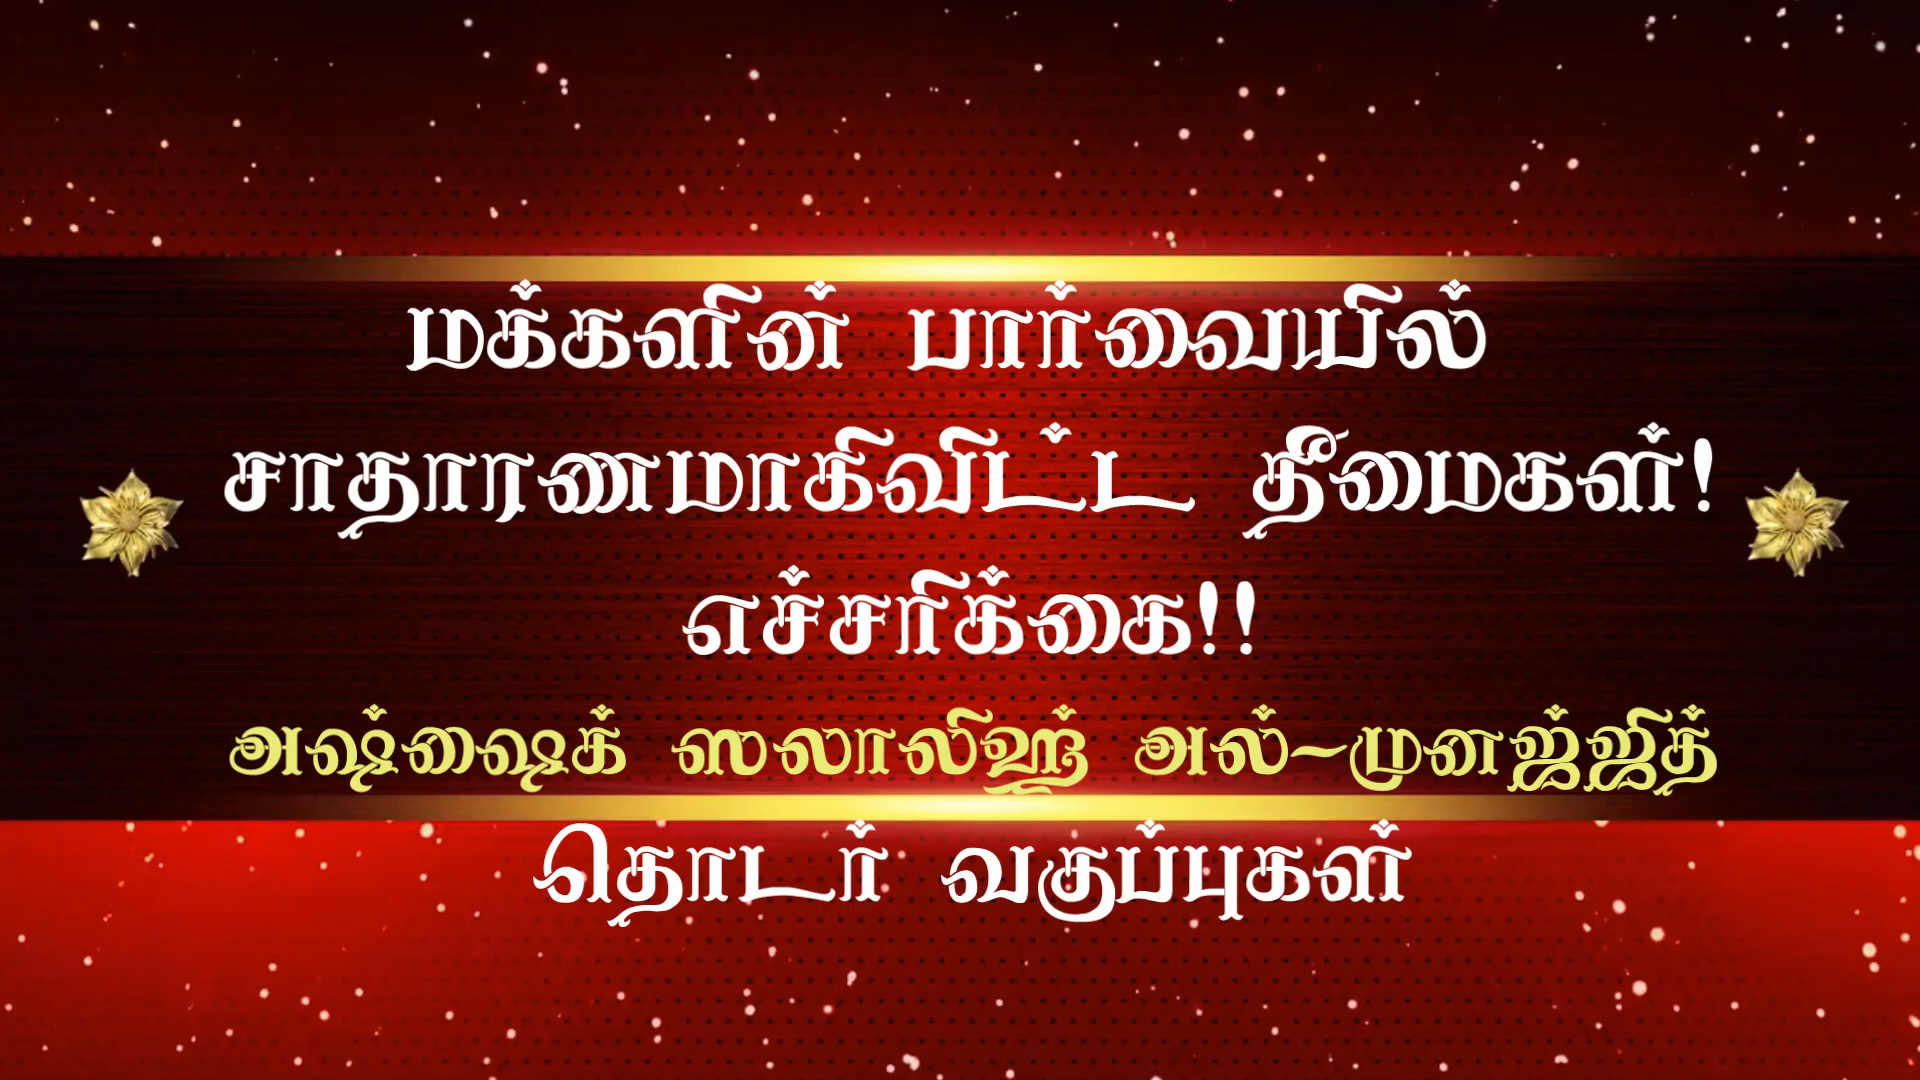 மக்களின் பார்வையில்
சாதாரணமாகிவிட்ட தீமைகள்!
எச்சரிக்கை!!
அஷ்ஷைக் ஸலாலிஹ் அல்-முனஜ்ஜித்
தொடர் வகுப்புகள்